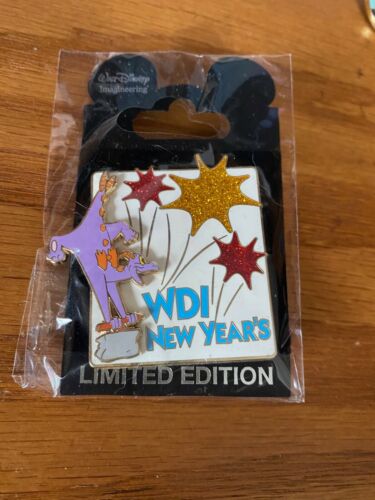 Walt Disney
Imagineering
WDI
NEW YEAR'S
LIMITED EDITION